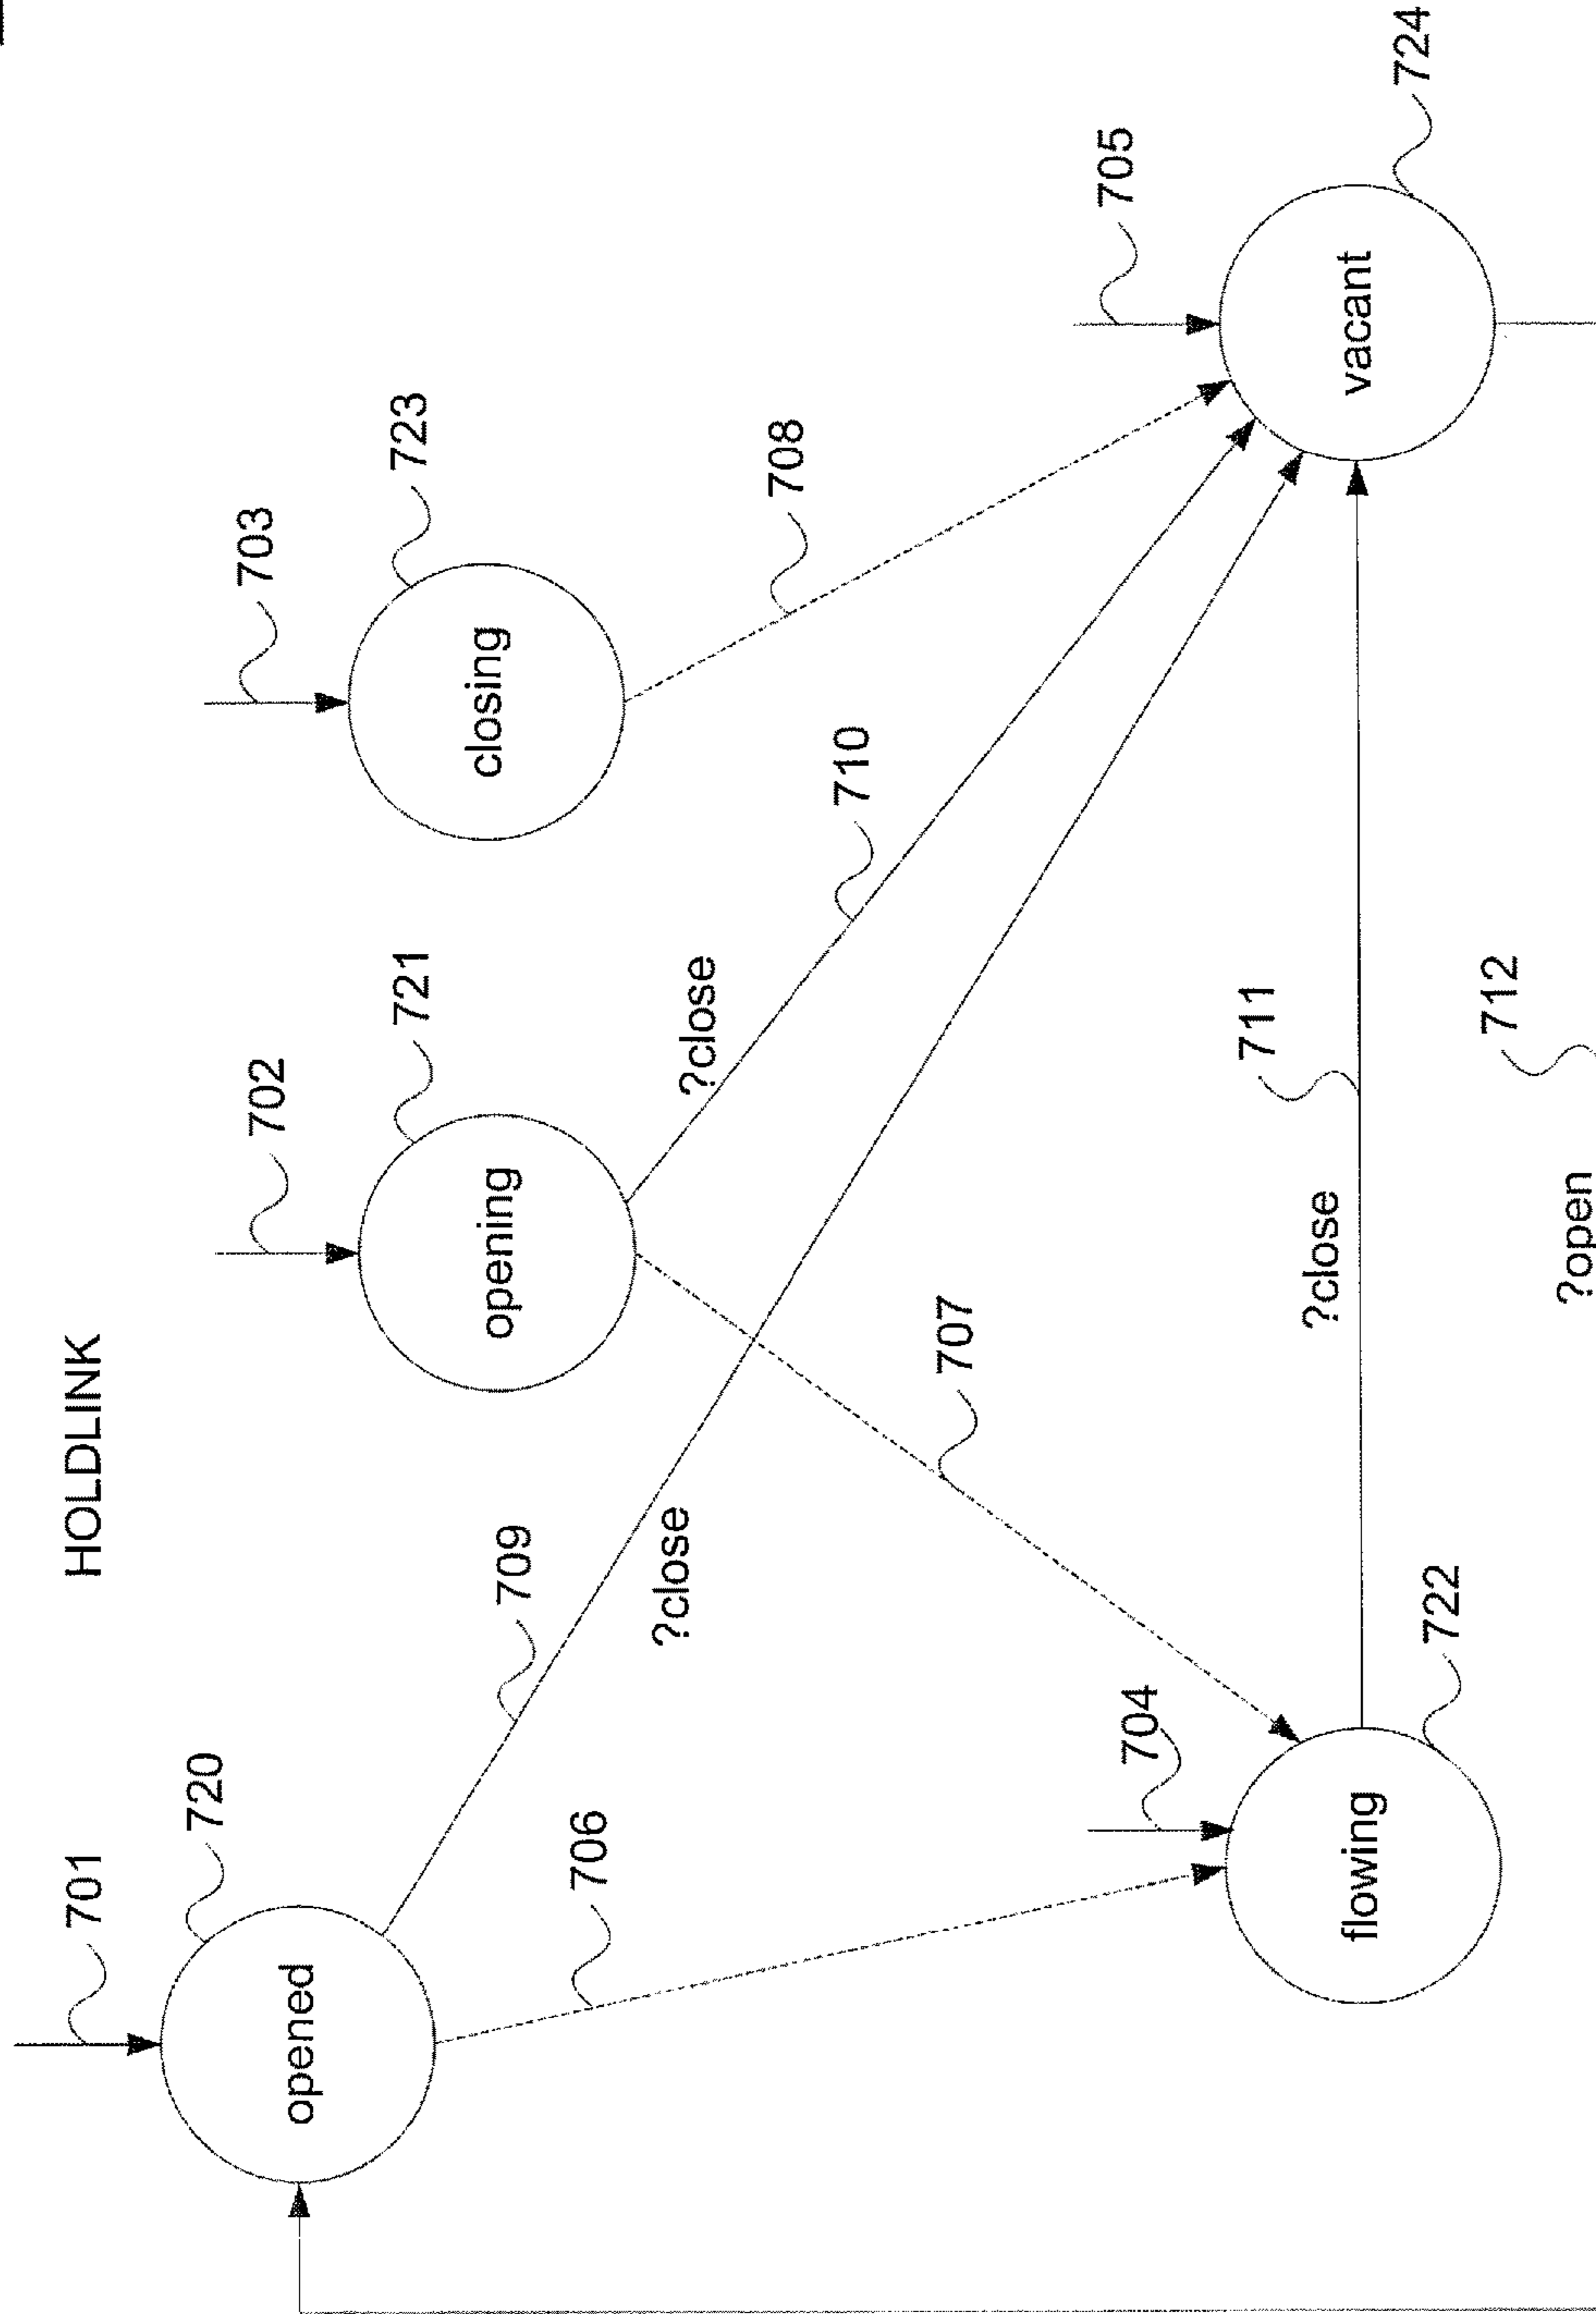 HOLDLINK
701
720
opened
702
721
opening
703
723
closing
709
?close
706
?close
710
708
707
704
flowing
722
?close
711
705
vacant
724
?open
712